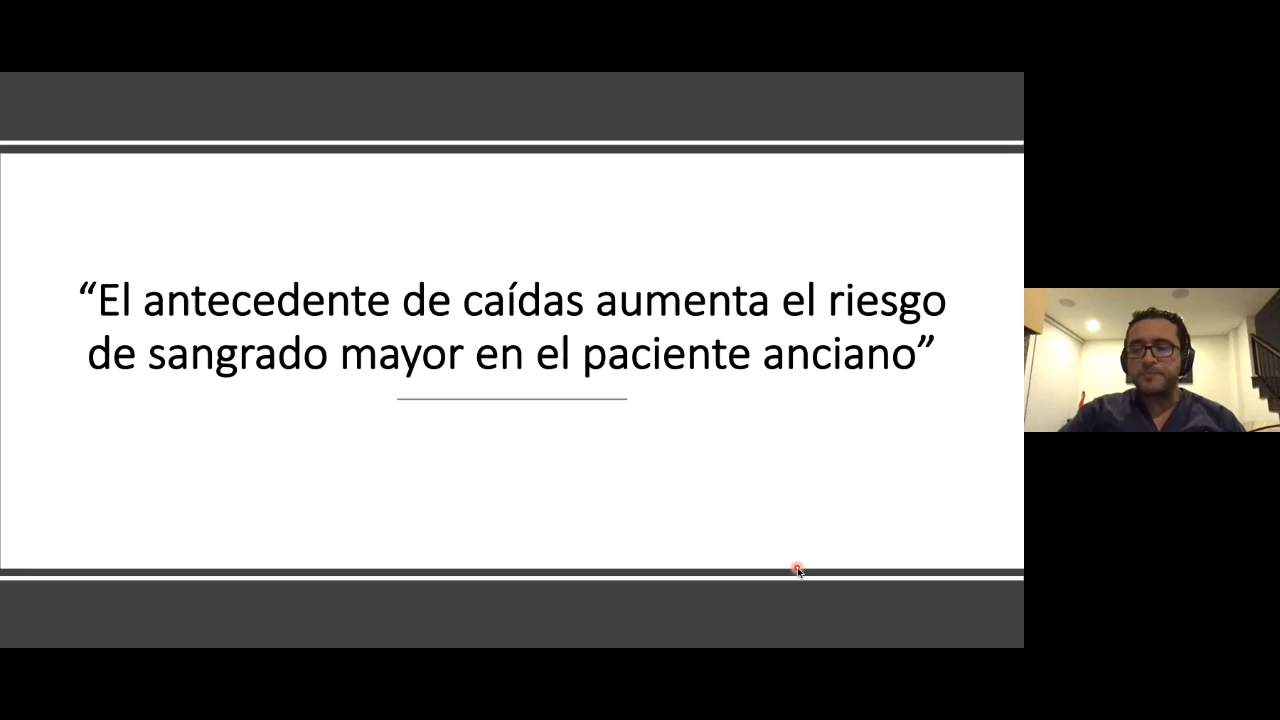 “El antecedente de caídas aumenta el riesgo
de sangrado mayor en el paciente anciano”